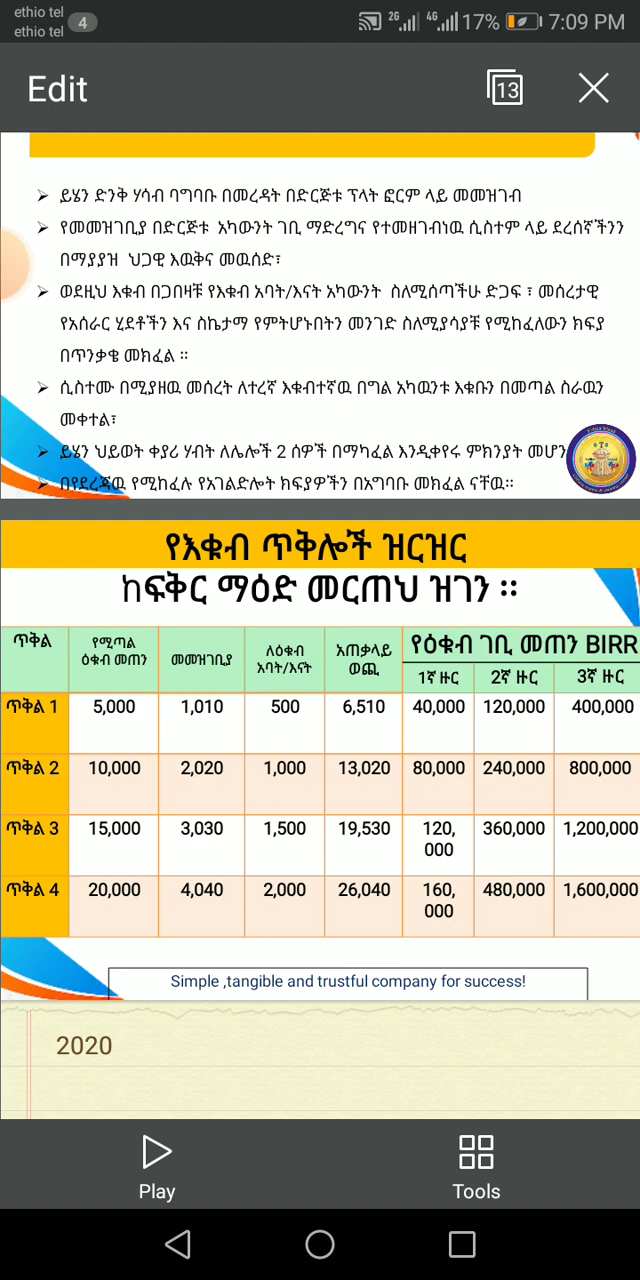 ethio tel
ethio tel
4
2G 4G 17% 7:09 PM
Edit
13
ይሄን ድንቅ ሃሳብ ባግባቡ በመረዳት በድርጅቱ ፕላት ፎርም ላይ መመዝገብ
የመመዝገቢያ በድርጅቱ አካውንት ገቢ ማድረግና የተመዘገብነዉ ሲስተም ላይ ደረሰኛችንን
በማያያዝ ህጋዊ እዉቅና መዉሰድ፣
ወደዚህ እቁብ በጋበዛቹ የእቁብ አባት/እናት አካውንት ስለሚሰጣችሁ ድጋፍ ፣ መሰረታዊ
የአሰራር ሂደቶችን እና ስኬታማ የምትሆኑበትን መንገድ ስለሚያሳያቹ የሚከፈለውን ክፍያ
በጥንቃቄ መክፈል ።
ሲስተሙ በሚያዘዉ መሰረት ለተረኛ እቁብተኛዉ በግል አካዉንቱ እቁቡን በመጣል ስራዉን
መቀተል፣
ይሄን ህይወት ቀያሪ ሃብት ለሌሎች 2 ሰዎች በማካፈል እንዲቀየሩ ምክንያት መሆን
በየደረጃዉ የሚከፈሉ የአገልድሎት ክፍያዎችን በአግባቡ መክፈል ናቸዉ።
የእቁብ ጥቅሎች ዝርዝር
ከፍቅር ማዕድ መርጠህ ዝገን ።
ጥቅል የሚጣል ዕቁብ መጠን መመዝገቢያ ለዕቁብ አባት/እናት አጠቃላይ ወጪ የዕቁብ ገቢ መጠን BIRR
1ኛ ዙር 2ኛ ዙር 3ኛ ዙር
ጥቅል 1 5,000 1,010 500 6,510 40,000 120,000 400,000
ጥቅል 2 10,000 2,020 1,000 13,020 80,000 240,000 800,000
ጥቅል 3 15,000 3,030 1,500 19,530 120,000 360,000 1,200,000
ጥቅል 4 20,000 4,040 2,000 26,040 160,000 480,000 1,600,000
Simple ,tangible and trustful company for success!
2020
Play Tools